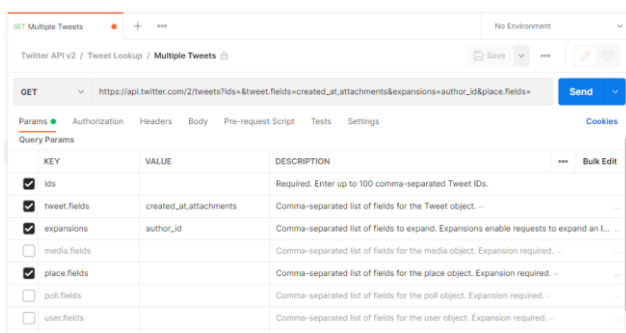 GET Multiple Tweets + No Environment
Twitter API v2 / Tweet Lookup / Multiple Tweets Save
GET https://api.twitter.com/2/tweets?ids=&tweet.fields=created_at,attachments&expansions=author_id&place.fields= Send
Params Authorization Headers Body Pre-request Script Tests Settings Cookies
Query Params
KEY VALUE DESCRIPTION Bulk Edit
ids Required. Enter up to 100 comma-separated Tweet IDs.
tweet.fields created_at,attachments Comma-separated list of fields for the Tweet object.
expansions author_id Comma-separated list of fields to expand. Expansions enable requests to expand an I...
media.fields Comma-separated list of fields for the media object. Expansion required.
place.fields Comma-separated list of fields for the place object. Expansion required.
poll.fields Comma-separated list of fields for the poll object. Expansion required.
user.fields Comma-separated list of fields for the user object. Expansion required.